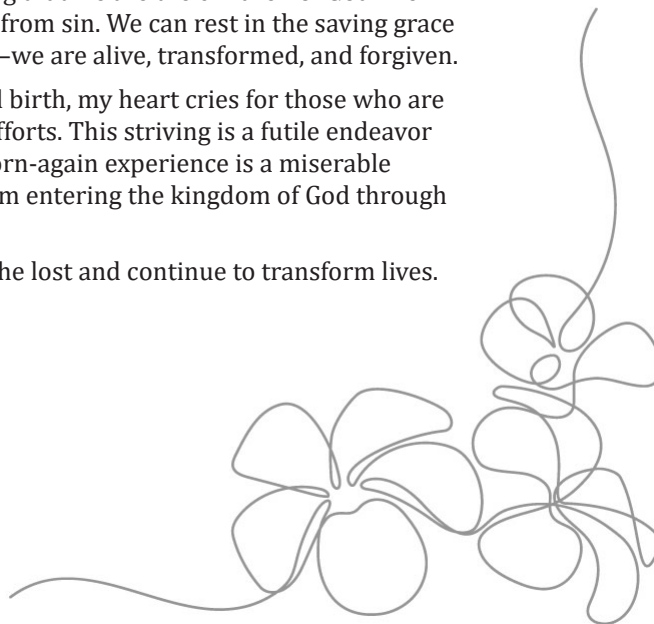 from sin. We can rest in the saving grace
–we are alive, transformed, and forgiven.
birth, my heart cries for those who are
fforts. This striving is a futile endeavor
orn-again experience is a miserable
m entering the kingdom of God through
he lost and continue to transform lives.